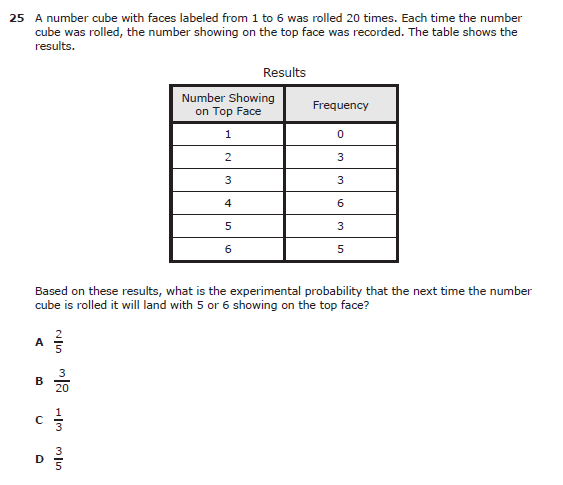 25 A number cube with faces labeled from 1 to 6 was rolled 20 times. Each time the number
cube was rolled, the number showing on the top face was recorded. The table shows the
results.
Results
Number Showing
on Top Face
Frequency
1 0
2 3
3 3
4 6
5 3
6 5
Based on these results, what is the experimental probability that the next time the number
cube is rolled it will land with 5 or 6 showing on the top face?
A 2/5
B 3/20
C 1/3
D 3/5